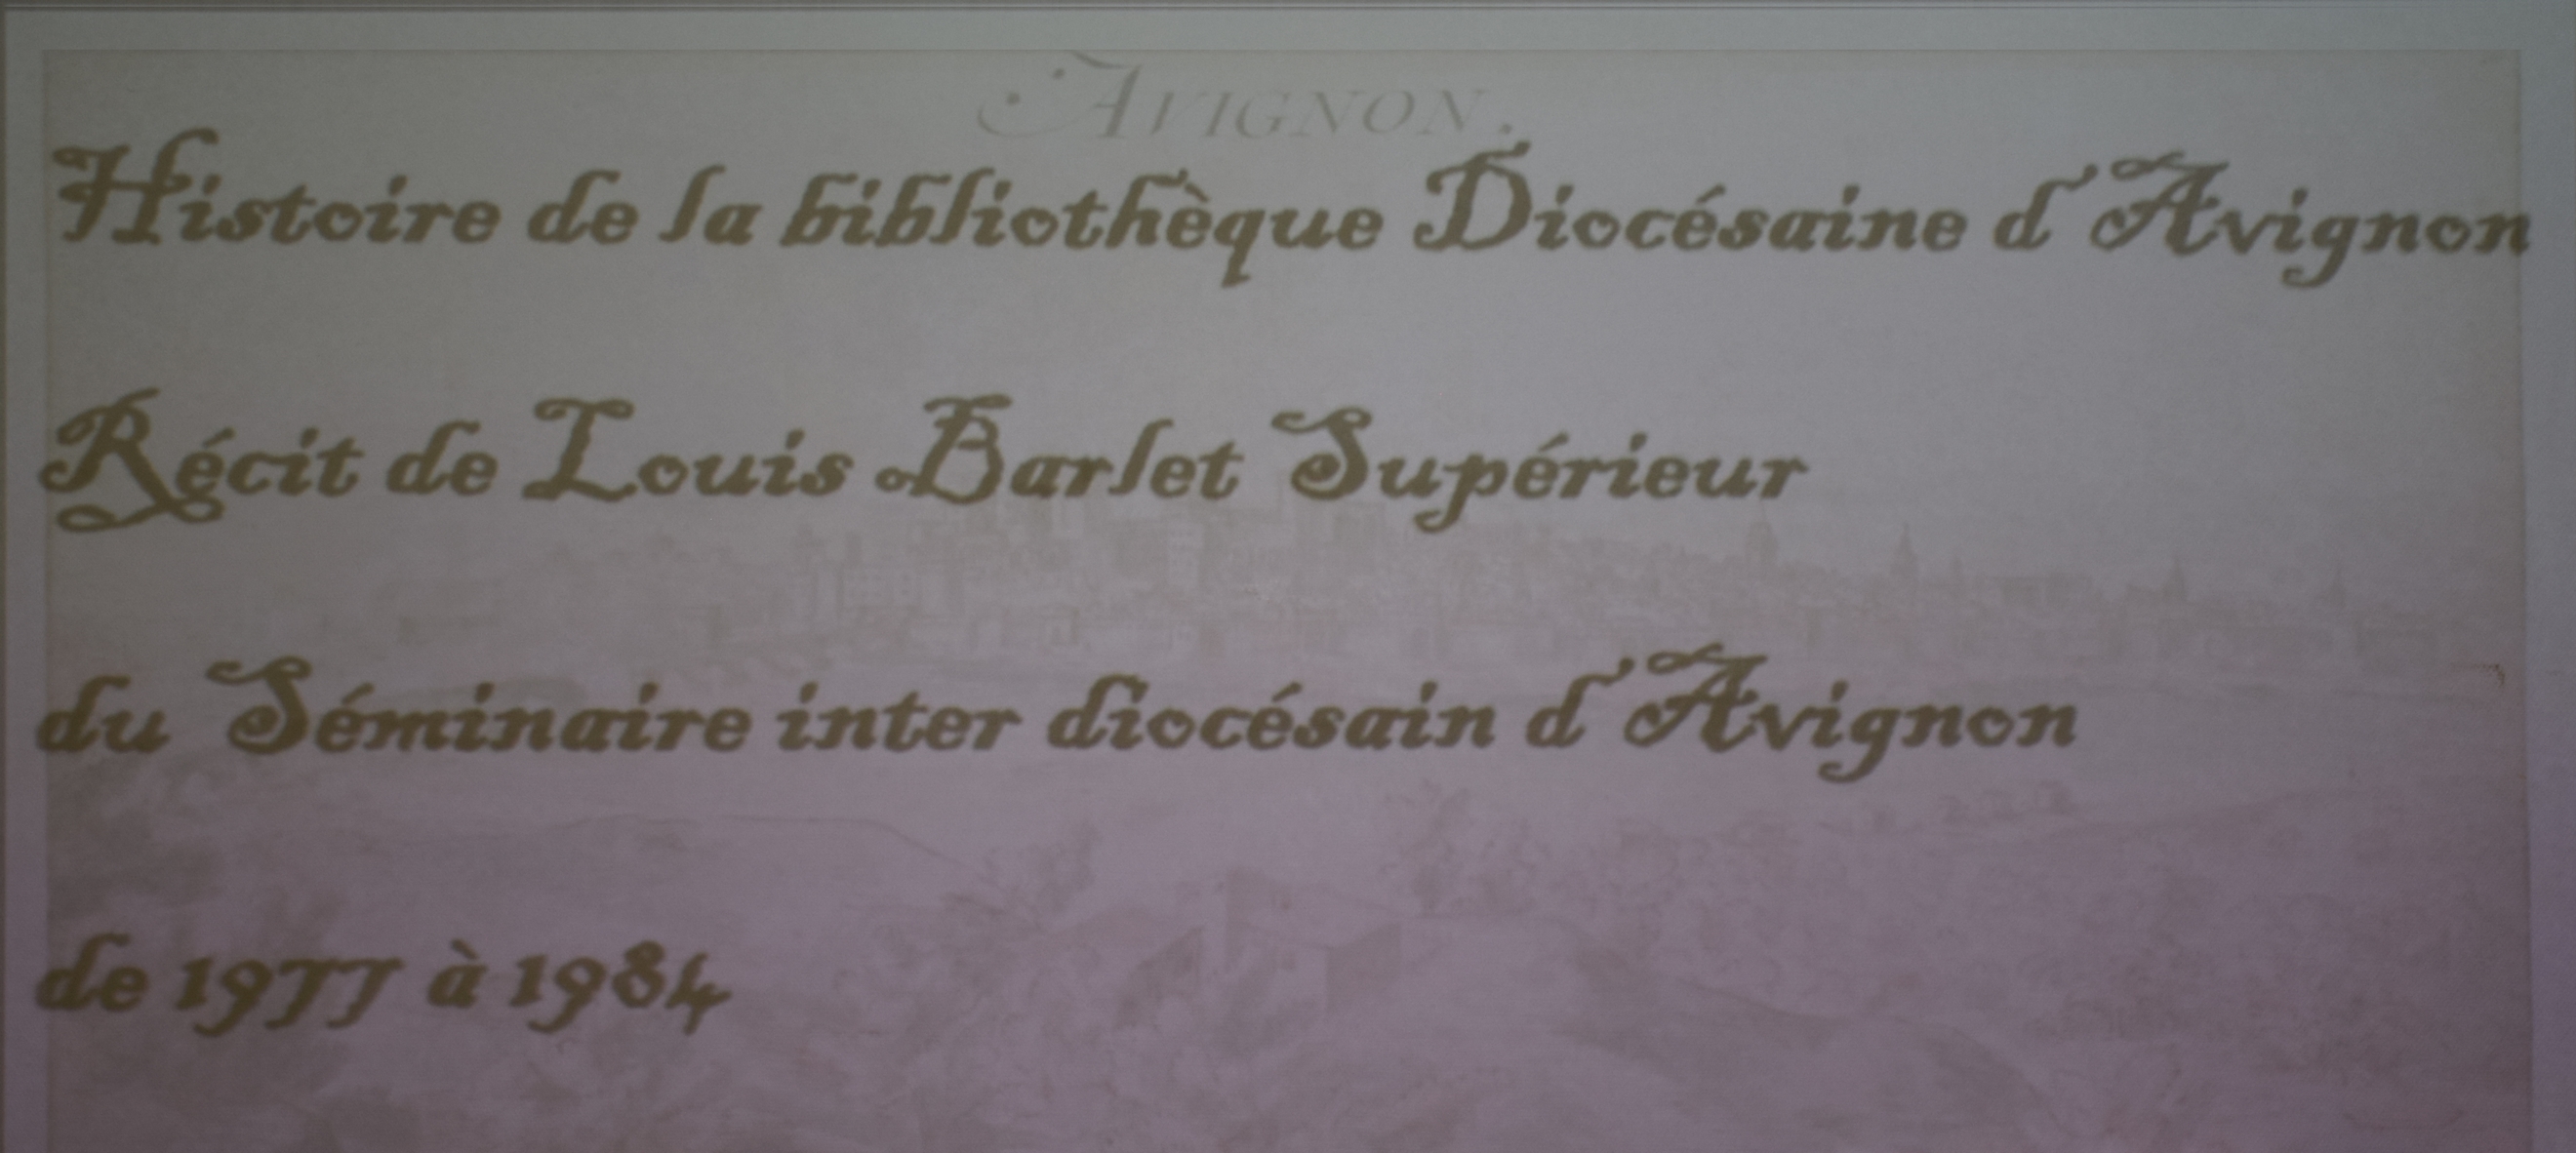 AVIGNON.
Histoire de la bibliothèque Diocésaine d'Avignon
Récit de Louis Barlet Supérieur
du Séminaire inter diocésain d'Avignon
de 1977 à 1984